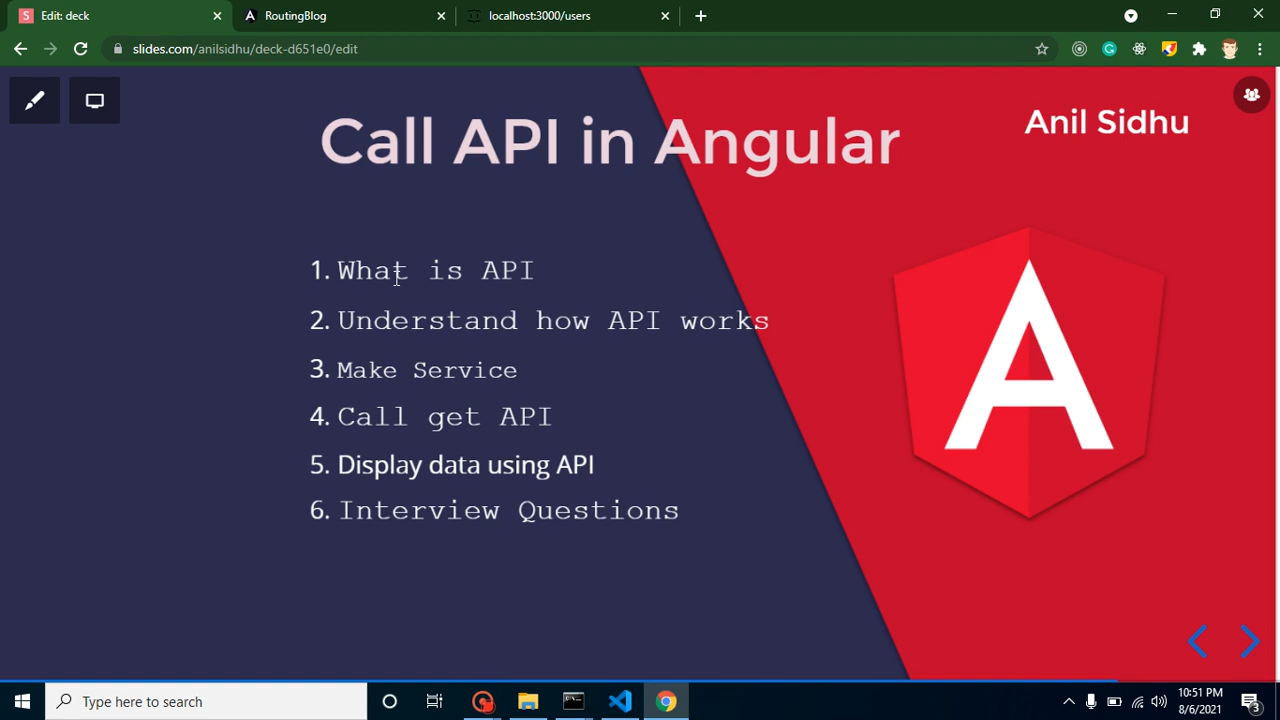 Edit: deck
RoutingBlog
localhost:3000/users
slides.com/anilsidhu/deck-d651e0/edit
Call API in Angular
Anil Sidhu
1. What is API
2. Understand how API works
3. Make Service
4. Call get API
5. Display data using API
6. Interview Questions
Type here to search
10:51 PM
8/6/2021
3